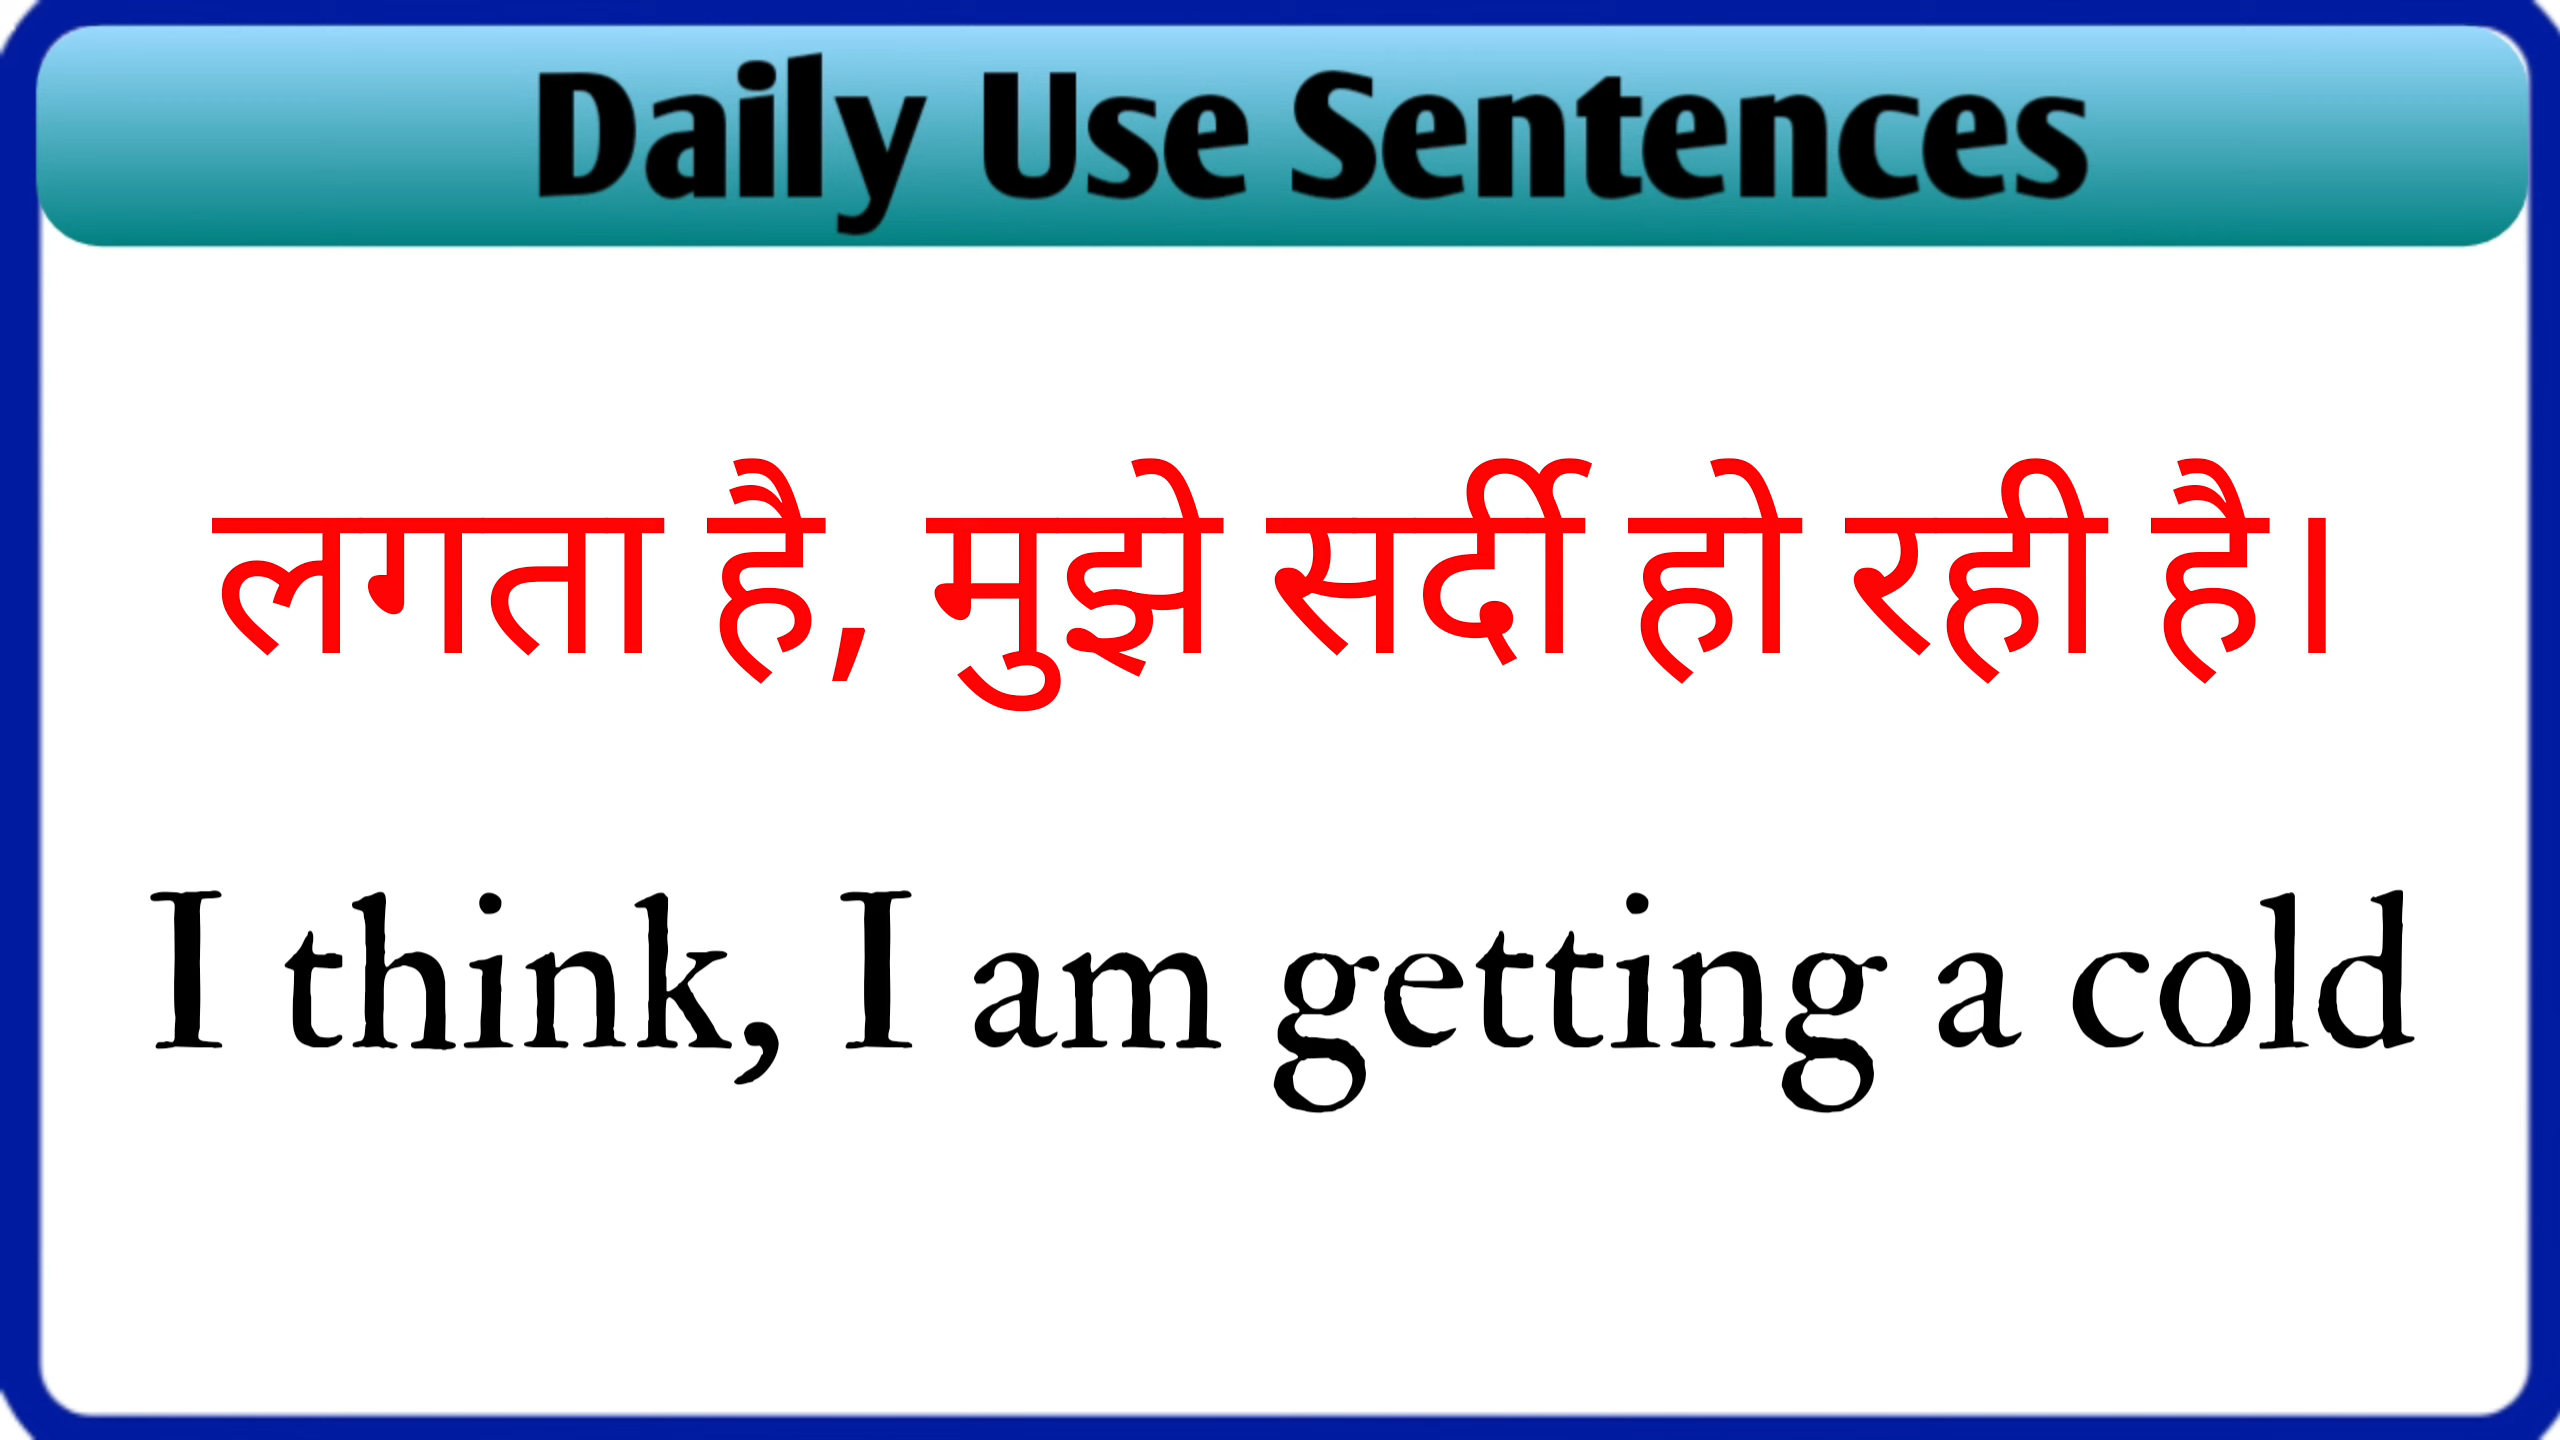 Daily Use Sentences
लगता है, मुझे सर्दी हो रही है।
I think, I am getting a cold